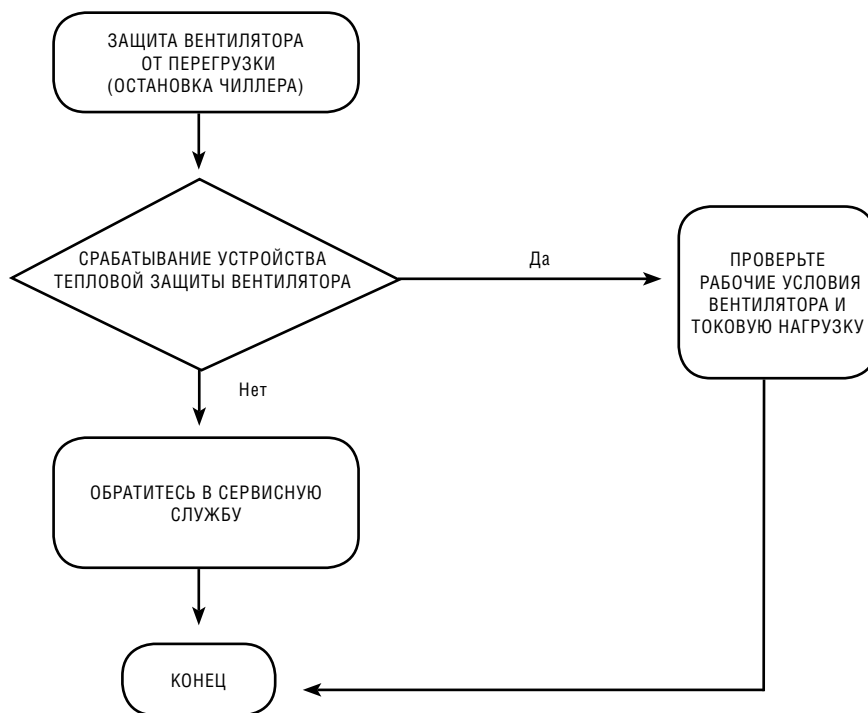 ЗАЩИТА ВЕНТИЛЯТОРА
ОТ ПЕРЕГРУЗКИ
(ОСТАНОВКА ЧИЛЛЕРА)
СРАБАТЫВАНИЕ УСТРОЙСТВА
ТЕПЛОВОЙ ЗАЩИТЫ ВЕНТИЛЯТОРА
Да
ПРОВЕРЬТЕ
РАБОЧИЕ УСЛОВИЯ
ВЕНТИЛЯТОРА И
ТОКОВУЮ НАГРУЗКУ
Нет
ОБРАТИТЕСЬ В СЕРВИСНУЮ
СЛУЖБУ
КОНЕЦ